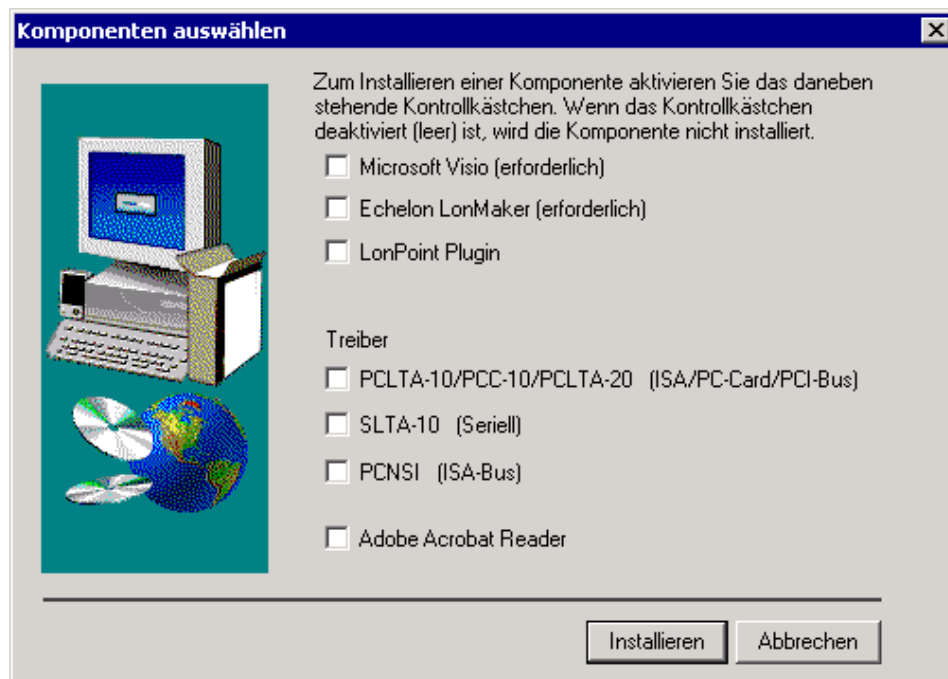 Komponenten auswählen
Zum Installieren einer Komponente aktivieren Sie das daneben
stehende Kontrollkästchen. Wenn das Kontrollkästchen
deaktiviert (leer) ist, wird die Komponente nicht installiert.
Microsoft Visio (erforderlich)
Echelon LonMaker (erforderlich)
LonPoint Plugin
Treiber
PCLTA-10/PCC-10/PCLTA-20 (ISA/PC-Card/PCI-Bus)
SLTA-10 (Seriell)
PCNSI (ISA-Bus)
Adobe Acrobat Reader
Installieren
Abbrechen